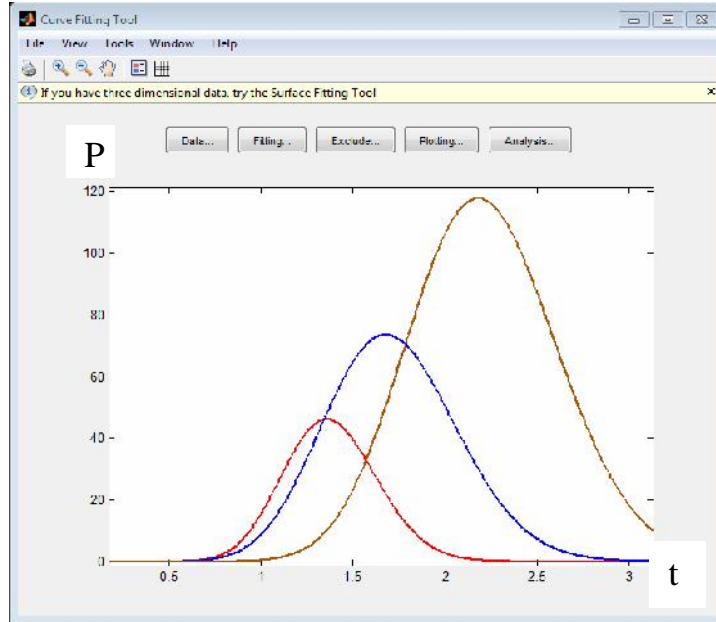 Curve Fitting Tool
File View Tools Window Help
If you have three dimensional data, try the Surface Fitting Tool
P
Data... Fitting... Exclude... Plotting... Analysis...
120
100
80
60
40
20
0
0.5 1 1.5 2 2.5 3
t